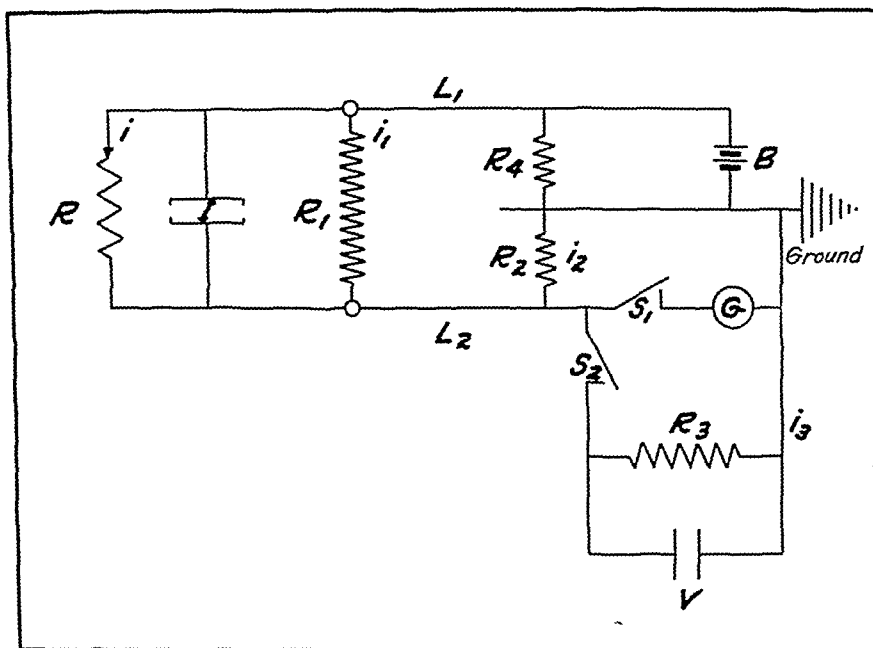 L₁
i
i₁
R₄
B
R
R₁
R₂
i₂
Ground
S₁
G
L₂
S₂
R₃
i₃
V